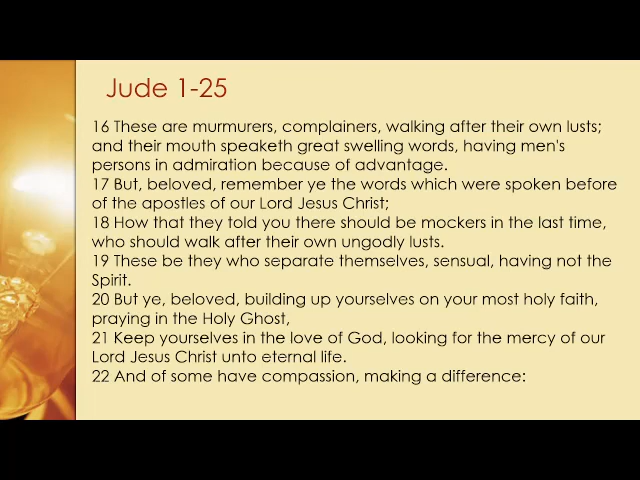 Jude 1-25
16 These are murmurers, complainers, walking after their own lusts;
and their mouth speaketh great swelling words, having men's
persons in admiration because of advantage.
17 But, beloved, remember ye the words which were spoken before
of the apostles of our Lord Jesus Christ;
18 How that they told you there should be mockers in the last time,
who should walk after their own ungodly lusts.
19 These be they who separate themselves, sensual, having not the
Spirit.
20 But ye, beloved, building up yourselves on your most holy faith,
praying in the Holy Ghost,
21 Keep yourselves in the love of God, looking for the mercy of our
Lord Jesus Christ unto eternal life.
22 And of some have compassion, making a difference: